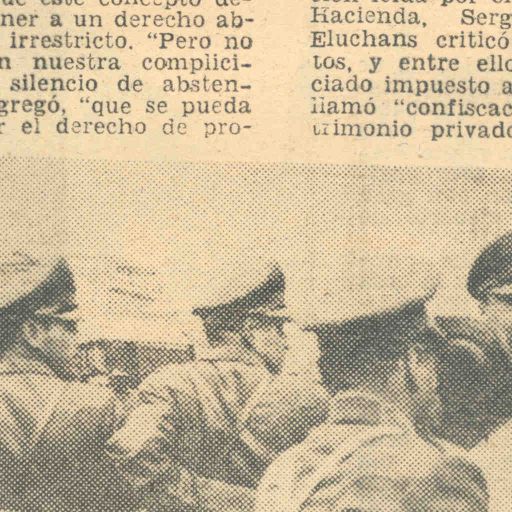 que este concepto de-
ner a un derecho ab-
irrestricto. "Pero no
n nuestra complici-
silencio de absten-
gregó, "que se pueda
r el derecho de pro-
Hacienda, Serg
Eluchans criticó
tos, y entre ello
ciado impuesto a
llamó "confiscac
trimonio privado